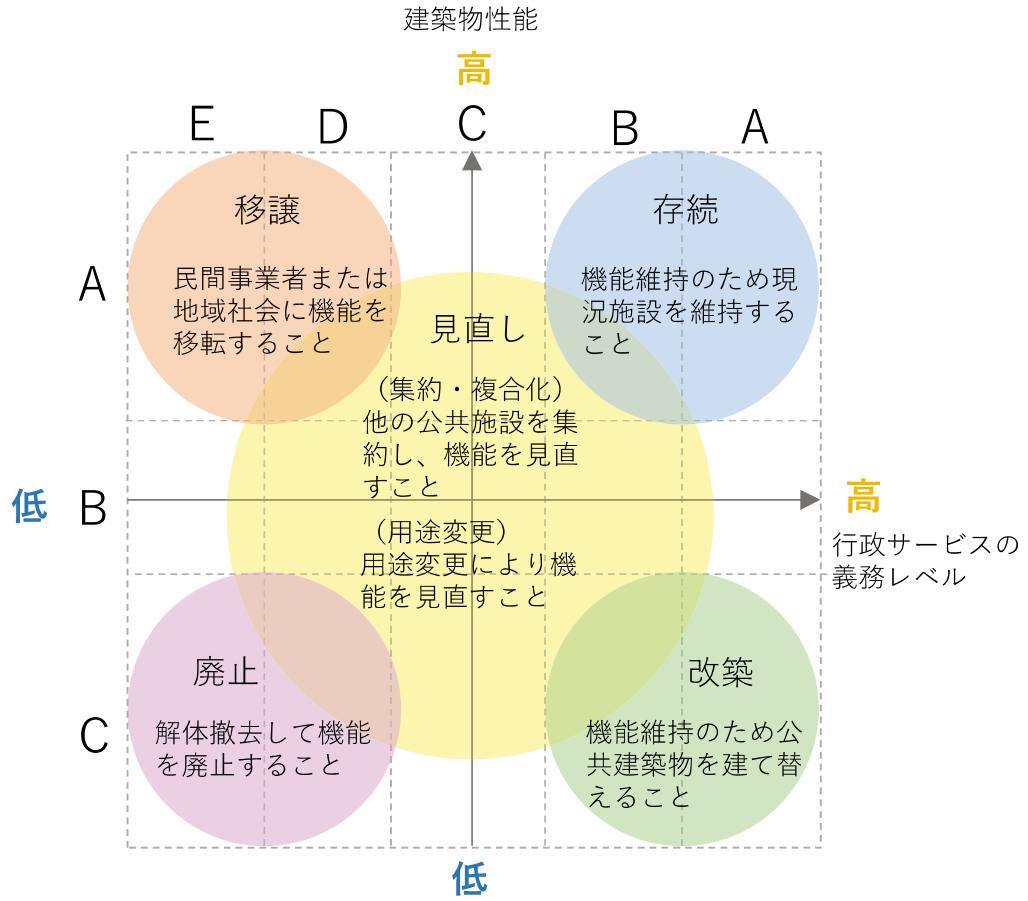 建築物性能
高
E
D
C
B
A
移譲
民間事業者または
地域社会に機能を
移転すること
存続
機能維持のため現
況施設を維持する
こと
A
見直し
（集約・複合化）
他の公共施設を集
約し、機能を見直
すこと
低
B
高
行政サービスの
義務レベル
（用途変更）
用途変更により機
能を見直すこと
廃止
解体撤去して機能
を廃止すること
改築
機能維持のため公
共建築物を建て替
えること
C
低